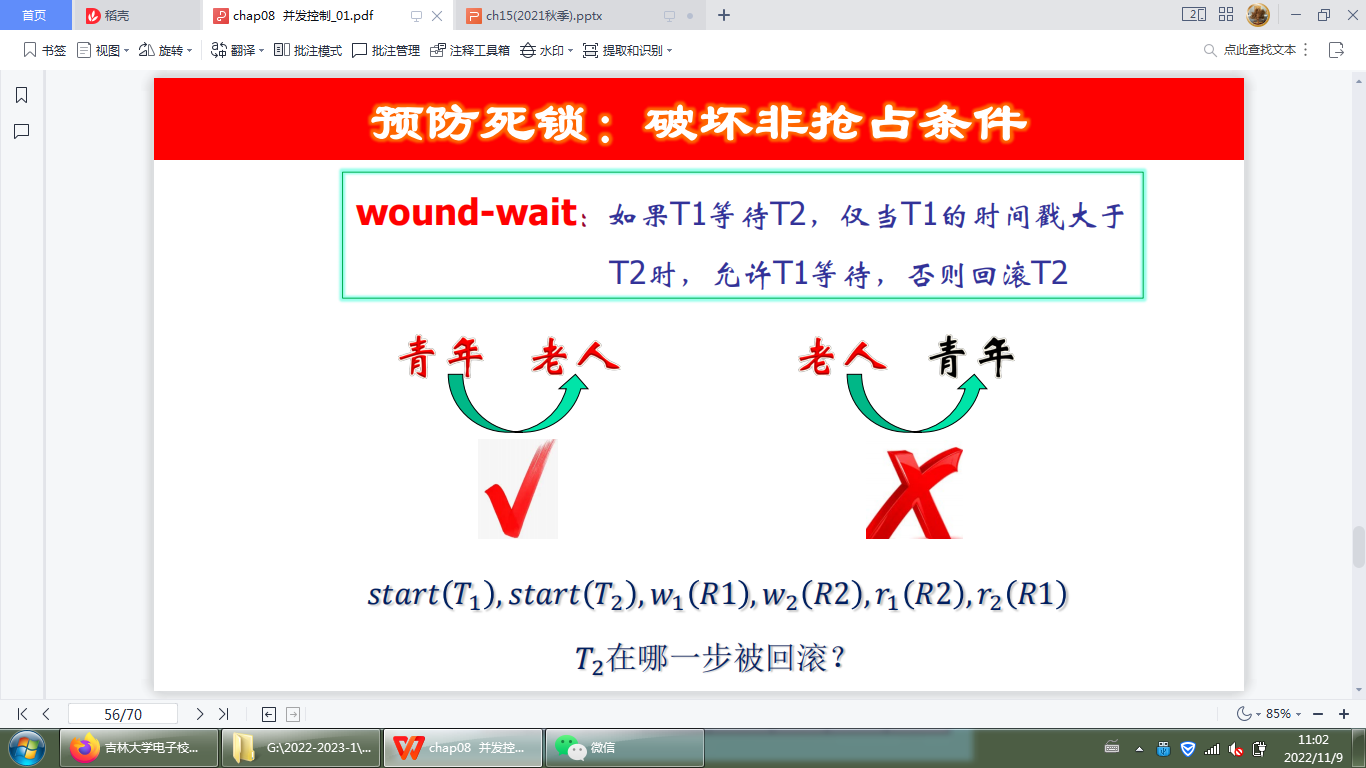 首页 稻壳 chap08 并发控制_01.pdf ch15(2021秋季).pptx
书签 视图 旋转 翻译 批注模式 批注管理 注释工具箱 水印 提取和识别 点此查找文本
预防死锁：破坏非抢占条件
wound-wait：如果T1等待T2，仅当T1的时间戳大于
T2时，允许T1等待，否则回滚T2
青年 老人 老人 青年
start(T₁), start(T₂), w₁(R1), w₂(R2), r₁(R2), r₂(R1)
T₂在哪一步被回滚?
56/70 85%
吉林大学电子校... G:\2022-2023-1\... chap08 并发控... 微信 11:02
2022/11/9